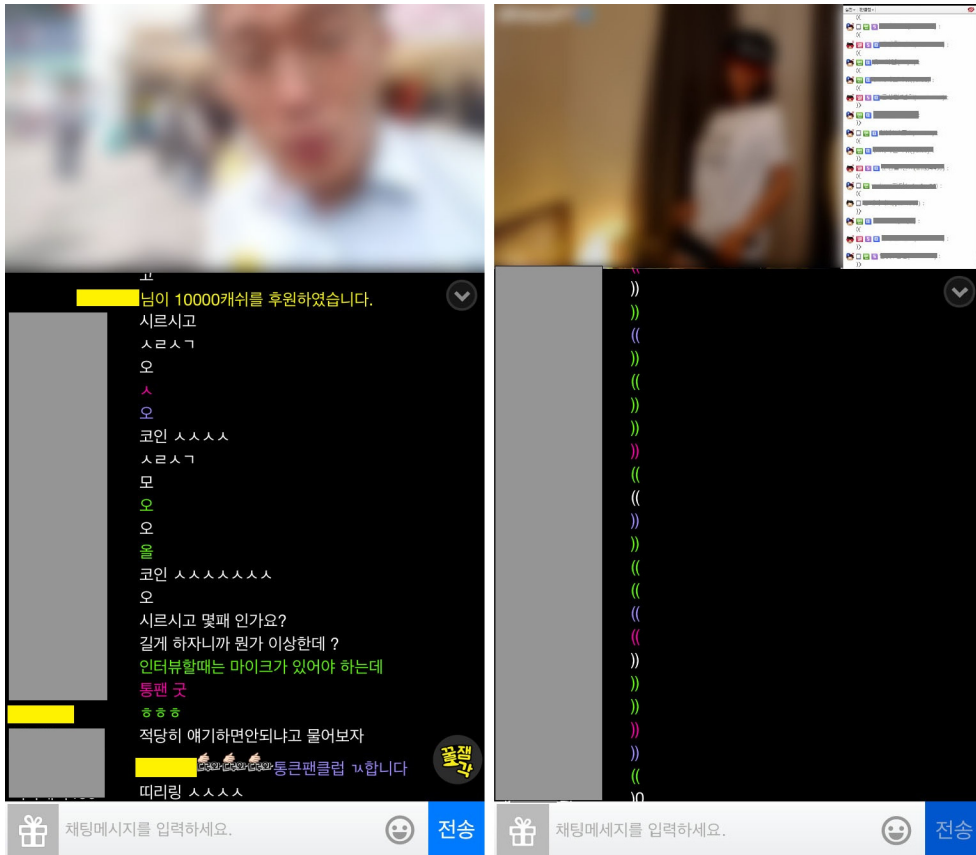 고
님이 10000캐쉬를 후원하였습니다.
시르시고
ㅅㄹㅅㄱ
오
ㅅ
오
코인 ㅅㅅㅅㅅ
ㅅㄹㅅㄱ
모
오
오
올
코인 ㅅㅅㅅㅅㅅㅅㅅ
오
시르시고 몇패 인가요?
길게 하자니까 뭔가 이상한데 ?
인터뷰할때는 마이크가 있어야 하는데
통팬 굿
ㅎㅎㅎ
적당히 얘기하면안되냐고 물어보자
통큰팬클럽 ㄳ합니다
띠리링 ㅅㅅㅅㅅ
꿀잼각
채팅메시지를 입력하세요.
전송
((
))
))
((
))
((
))
))
))
((
((
))
))
((
((
((
((
))
))
))
))
))
((
)0
채팅메세지를 입력하세요.
전송